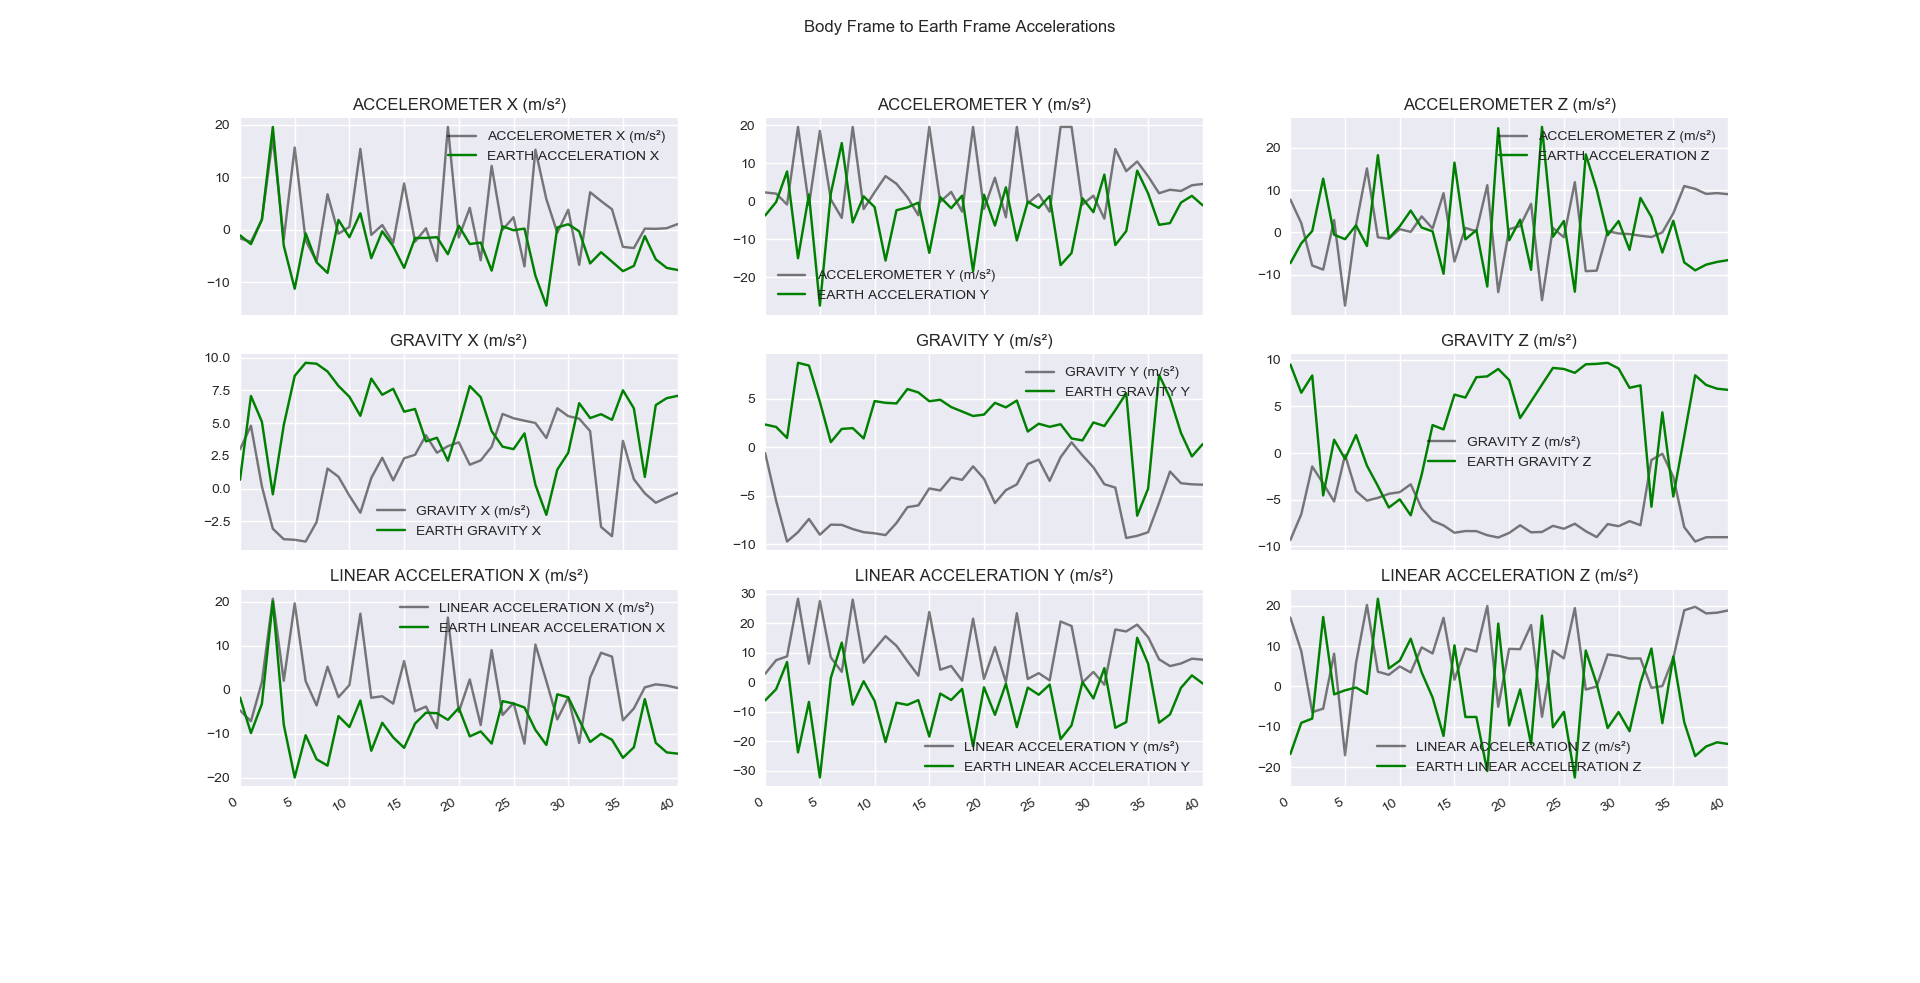 Body Frame to Earth Frame Accelerations
ACCELEROMETER X (m/s²)
20
10
0
−10
ACCELEROMETER X (m/s²)
EARTH ACCELERATION X
ACCELEROMETER Y (m/s²)
20
10
0
−10
−20
ACCELEROMETER Y (m/s²)
EARTH ACCELERATION Y
ACCELEROMETER Z (m/s²)
20
10
0
−10
ACCELEROMETER Z (m/s²)
EARTH ACCELERATION Z
GRAVITY X (m/s²)
10.0
7.5
5.0
2.5
0.0
−2.5
GRAVITY X (m/s²)
EARTH GRAVITY X
GRAVITY Y (m/s²)
5
0
−5
−10
GRAVITY Y (m/s²)
EARTH GRAVITY Y
GRAVITY Z (m/s²)
10
5
0
−5
−10
GRAVITY Z (m/s²)
EARTH GRAVITY Z
LINEAR ACCELERATION X (m/s²)
20
10
0
−10
−20
LINEAR ACCELERATION X (m/s²)
EARTH LINEAR ACCELERATION X
0 5 10 15 20 25 30 35 40
LINEAR ACCELERATION Y (m/s²)
30
20
10
0
−10
−20
−30
LINEAR ACCELERATION Y (m/s²)
EARTH LINEAR ACCELERATION Y
0 5 10 15 20 25 30 35 40
LINEAR ACCELERATION Z (m/s²)
20
10
0
−10
−20
LINEAR ACCELERATION Z (m/s²)
EARTH LINEAR ACCELERATION Z
0 5 10 15 20 25 30 35 40